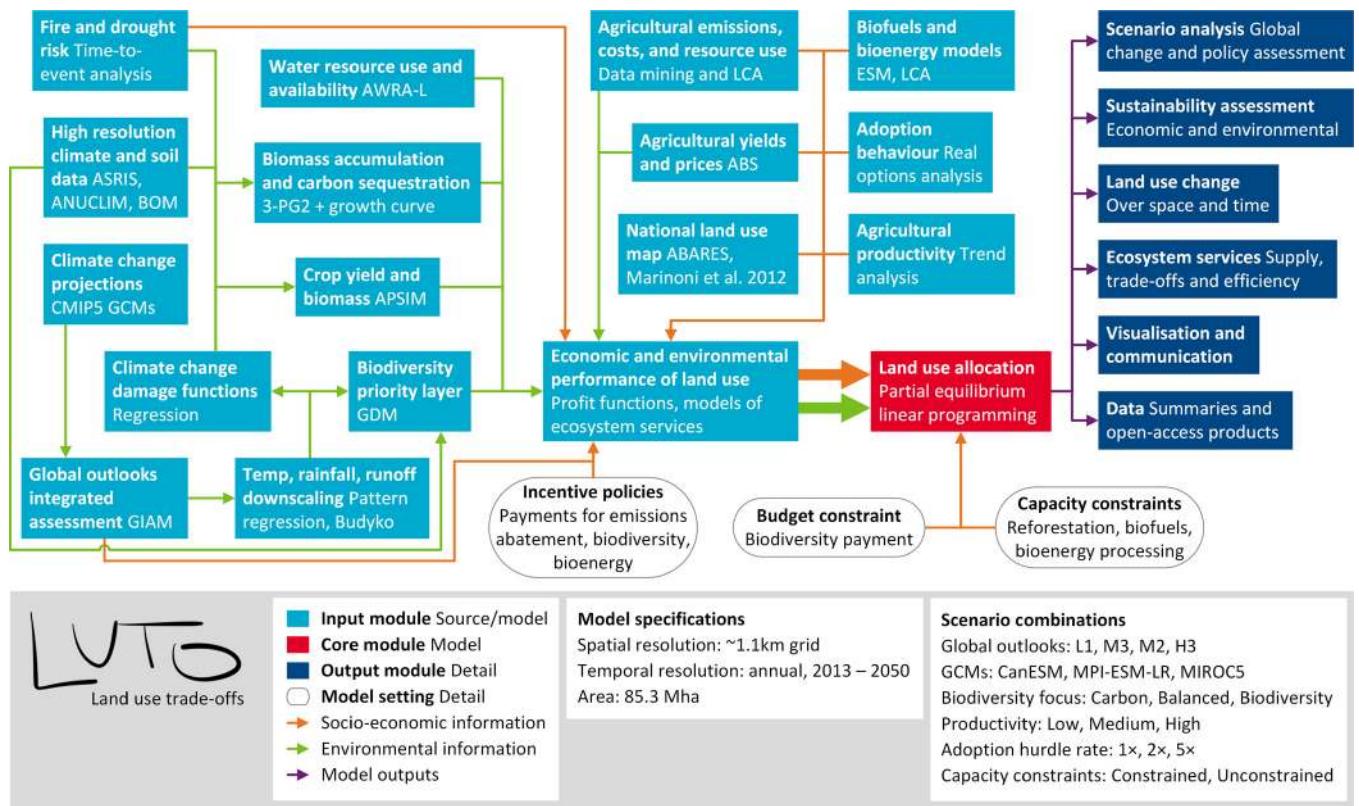 Fire and drought
risk Time-to-
event analysis
Water resource use and
availability AWRA-L
High resolution
climate and soil
data ASRIS,
ANUCLIM, BOM
Biomass accumulation
and carbon sequestration
3-PG2 + growth curve
Climate change
projections
CMIP5 GCMs
Crop yield and
biomass APSIM
Climate change
damage functions
Regression
Biodiversity
priority layer
GDM
Global outlooks
integrated
assessment GIAM
Temp, rainfall, runoff
downscaling Pattern
regression, Budyko
Agricultural emissions,
costs, and resource use
Data mining and LCA
Biofuels and
bioenergy models
ESM, LCA
Agricultural yields
and prices ABS
Adoption
behaviour Real
options analysis
National land use
map ABARES,
Marinoni et al. 2012
Agricultural
productivity Trend
analysis
Economic and environmental
performance of land use
Profit functions, models of
ecosystem services
Land use allocation
Partial equilibrium
linear programming
Incentive policies
Payments for emissions
abatement, biodiversity,
bioenergy
Budget constraint
Biodiversity payment
Capacity constraints
Reforestation, biofuels,
bioenergy processing
Scenario analysis Global
change and policy assessment
Sustainability assessment
Economic and environmental
Land use change
Over space and time
Ecosystem services Supply,
trade-offs and efficiency
Visualisation and
communication
Data Summaries and
open-access products
LUTO
Land use trade-offs
Input module Source/model
Core module Model
Output module Detail
Model setting Detail
Socio-economic information
Environmental information
Model outputs
Model specifications
Spatial resolution: ~1.1km grid
Temporal resolution: annual, 2013 – 2050
Area: 85.3 Mha
Scenario combinations
Global outlooks: L1, M3, M2, H3
GCMs: CanESM, MPI-ESM-LR, MIROC5
Biodiversity focus: Carbon, Balanced, Biodiversity
Productivity: Low, Medium, High
Adoption hurdle rate: 1×, 2×, 5×
Capacity constraints: Constrained, Unconstrained